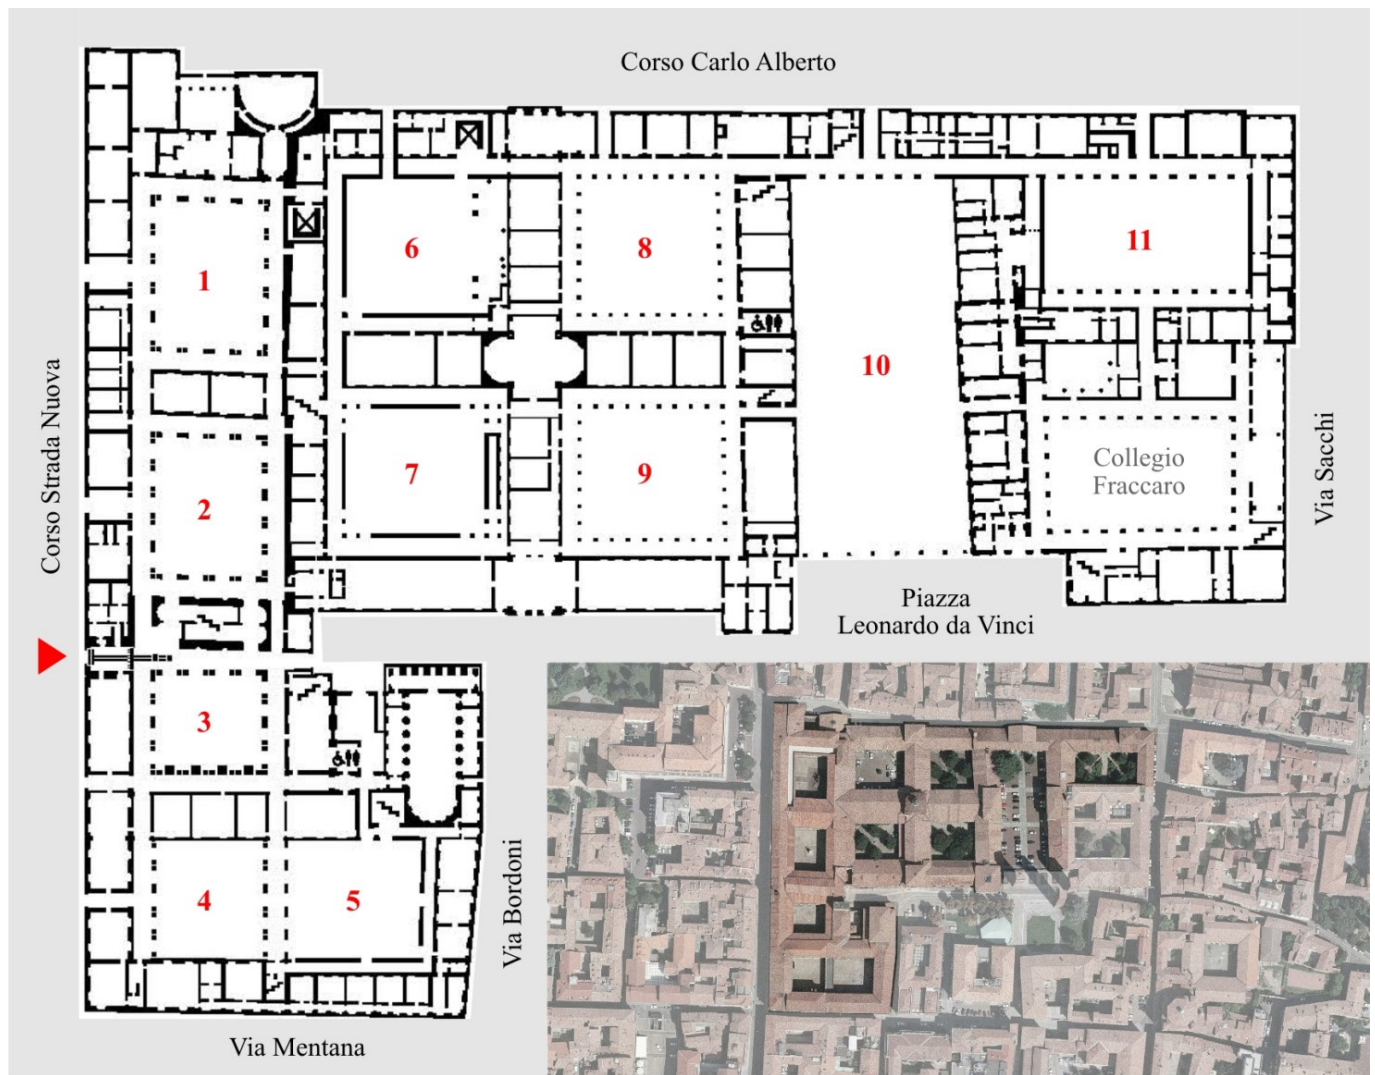 Corso Carlo Alberto
6
8
11
1
10
Corso Strada Nuova
Via Sacchi
Collegio
Fraccaro
7
9
2
Piazza
Leonardo da Vinci
3
4
5
Via Bordoni
Via Mentana